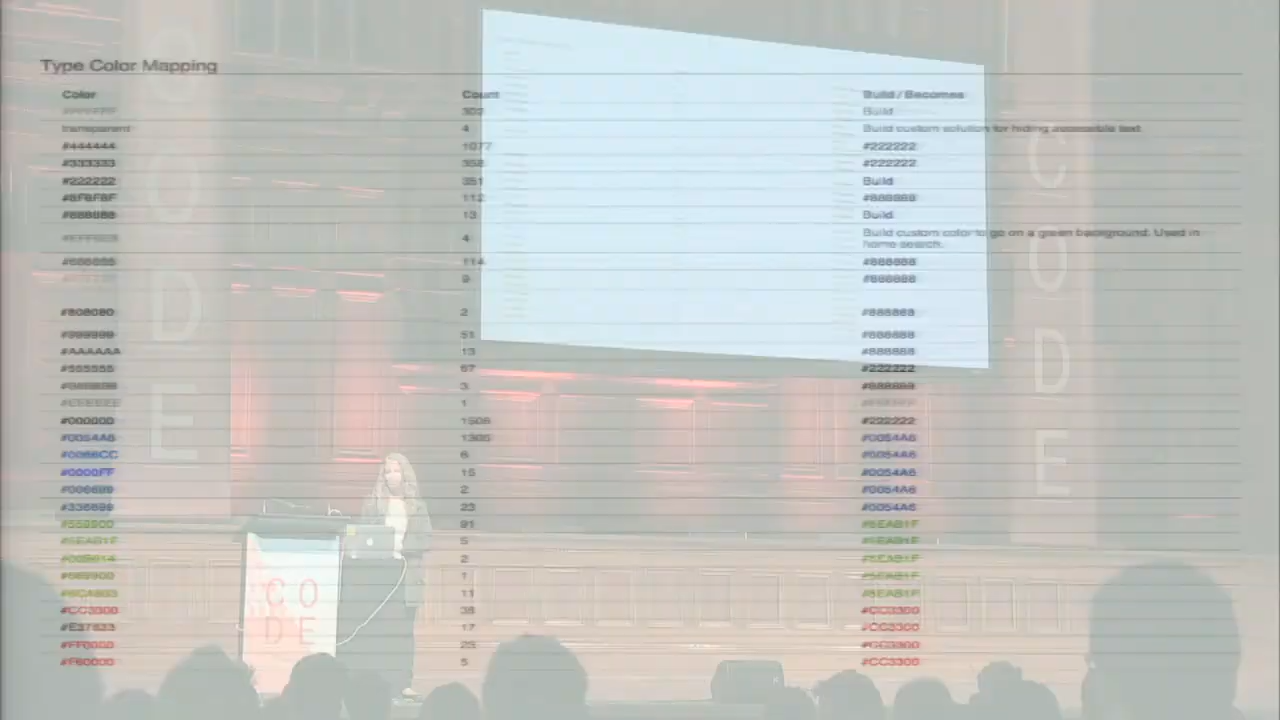 Type Color Mapping
Color Count Build / Becomes
302 Build
transparent 4 Build custom solution for hiding accessible text
#444444 1077 #222222
#333333 358 #222222
#222222 351 Build
#8F8F8F 112 #888888
#888888 13 Build
4 Build custom color to go on a green background. Used in
home search.
114 #888888
9 #888888
#808080 2 #888888
#999999 51 #888888
#AAAAAA 13 #888888
#555555 67 #222222
3 #888888
1
#000000 1506 #222222
#0054A6 1305 #0054A6
#0066CC 6 #0054A6
#0000FF 15 #0054A6
#006699 2 #0054A6
#336699 23 #0054A6
#559900 91 #5EAB1F
#5EAB1F 5 #5EAB1F
2 #5EAB1F
1 #5EAB1F
11 #5EAB1F
#CC3300 38 #CC3300
#E37633 17 #CC3300
#FF0000 25 #CC3300
#F60000 5 #CC3300
CODE
CODE
CO
DE